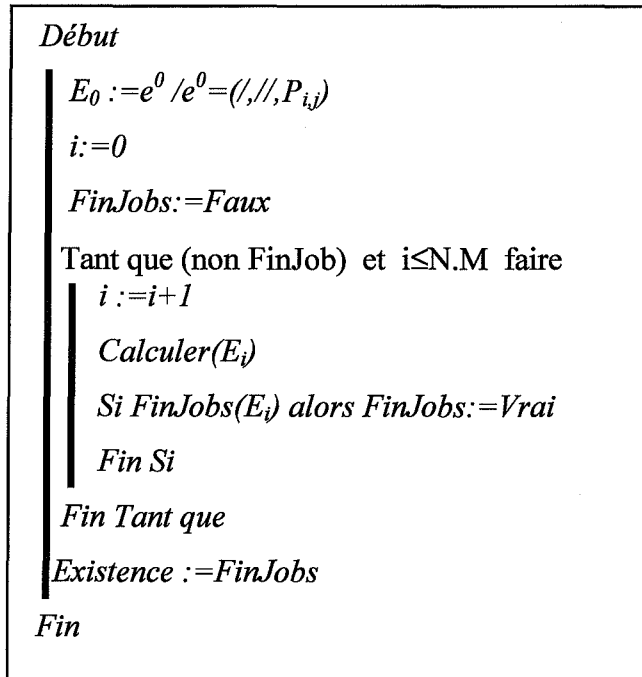 Début
E₀ :=e⁰ /e⁰=(/,//,Pᵢ,ⱼ)
i:=0
FinJobs:=Faux
Tant que (non FinJob) et i≤N.M faire
i :=i+1
Calculer(Eᵢ)
Si FinJobs(Eᵢ) alors FinJobs:=Vrai
Fin Si
Fin Tant que
Existence :=FinJobs
Fin